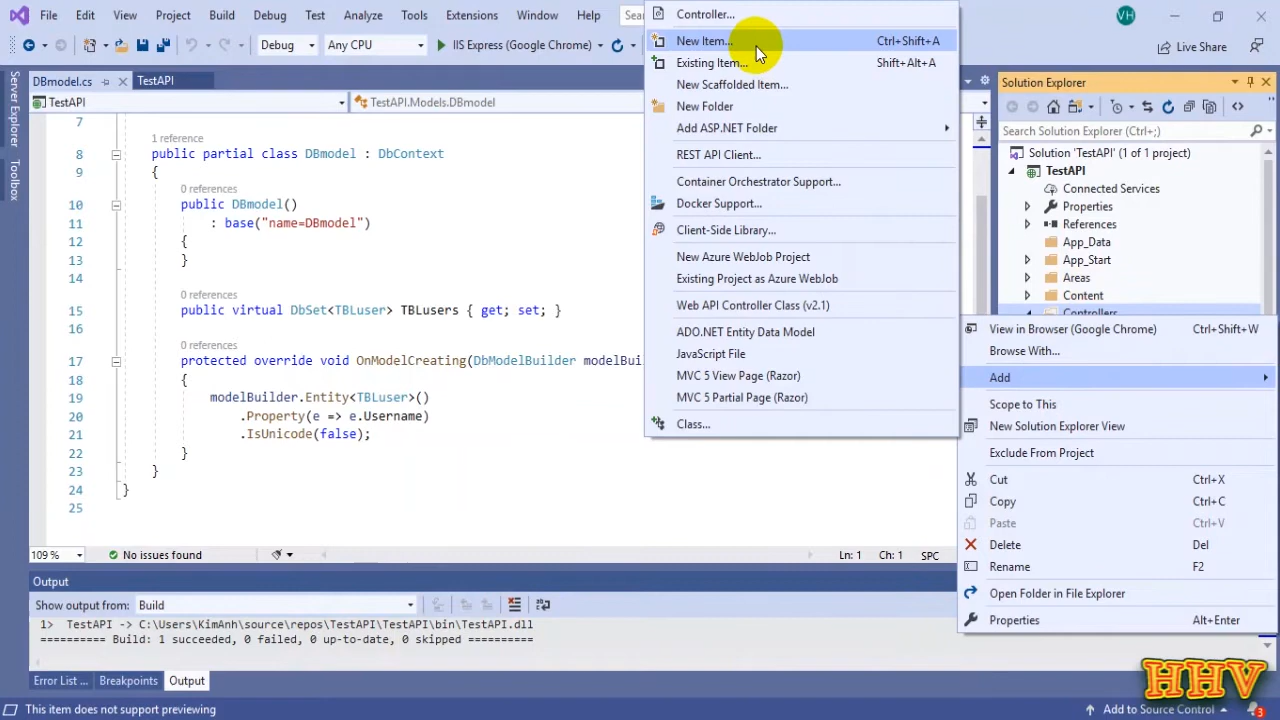 File Edit View Project Build Debug Test Analyze Tools Extensions Window Help Sea
VH
Debug Any CPU IIS Express (Google Chrome) Live Share
Controller...
New Item... Ctrl+Shift+A
Existing Item... Shift+Alt+A
New Scaffolded Item...
New Folder
Add ASP.NET Folder
REST API Client...
Container Orchestrator Support...
Docker Support...
Client-Side Library...
New Azure WebJob Project
Existing Project as Azure WebJob
Web API Controller Class (v2.1)
ADO.NET Entity Data Model
JavaScript File
MVC 5 View Page (Razor)
MVC 5 Partial Page (Razor)
Class...
Server Explorer
Toolbox
DBmodel.cs TestAPI
TestAPI TestAPI.Models.DBmodel
7
1 reference
8 public partial class DBmodel : DbContext
9 {
0 references
10 public DBmodel()
11 : base("name=DBmodel")
12 {
13 }
14
0 references
15 public virtual DbSet<TBLuser> TBLusers { get; set; }
16
0 references
17 protected override void OnModelCreating(DbModelBuilder modelBui
18 {
19 modelBuilder.Entity<TBLuser>()
20 .Property(e => e.Username)
21 .IsUnicode(false);
22 }
23 }
24 }
25
109 % No issues found Ln: 1 Ch: 1 SPC
Solution Explorer
Search Solution Explorer (Ctrl+;)
Solution 'TestAPI' (1 of 1 project)
TestAPI
Connected Services
Properties
References
App_Data
App_Start
Areas
Content
Controllers
View in Browser (Google Chrome) Ctrl+Shift+W
Browse With...
Add
Scope to This
New Solution Explorer View
Exclude From Project
Cut Ctrl+X
Copy Ctrl+C
Paste Ctrl+V
Delete Del
Rename F2
Open Folder in File Explorer
Properties Alt+Enter
Output
Show output from: Build
1> TestAPI -> C:\Users\KimAnh\source\repos\TestAPI\TestAPI\bin\TestAPI.dll
========== Build: 1 succeeded, 0 failed, 0 up-to-date, 0 skipped ==========
Error List ... Breakpoints Output
HHV
This item does not support previewing Add to Source Control 3